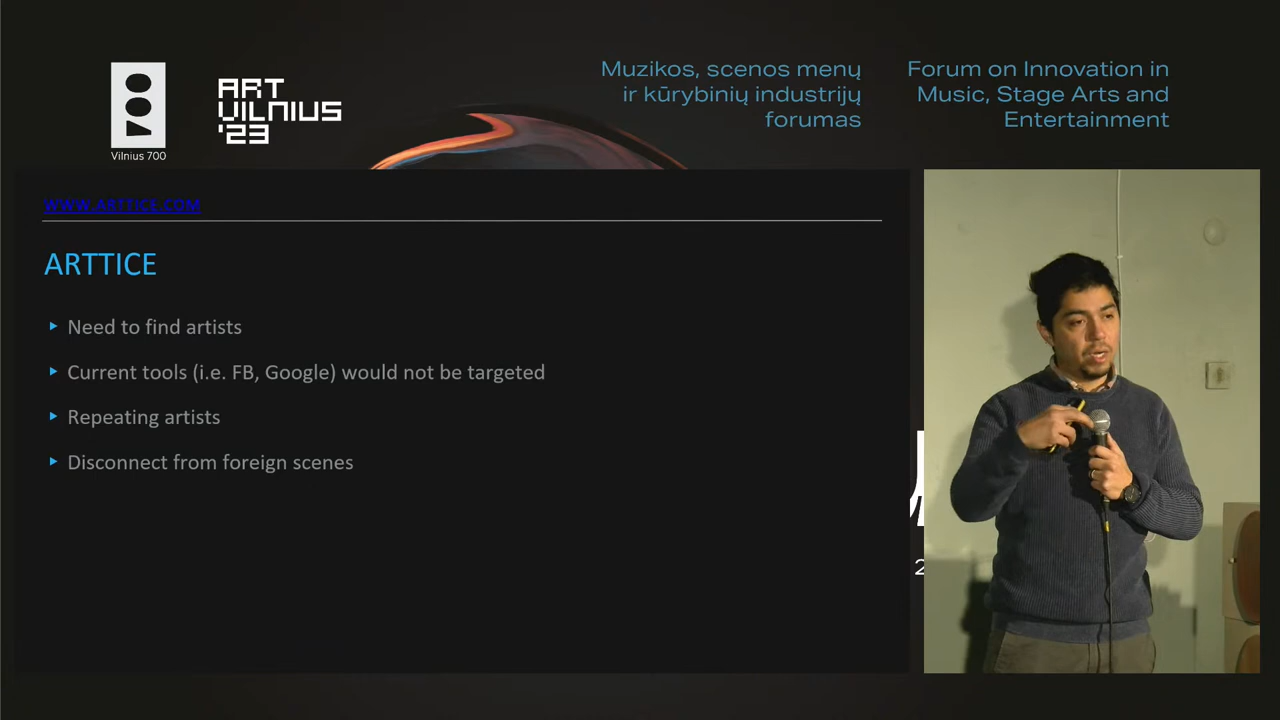 Vilnius 700
ART
VILNIUS
'23
Muzikos, scenos menų
ir kūrybinių industrijų
forumas
Forum on Innovation in
Music, Stage Arts and
Entertainment
WWW.ARTTICE.COM
ARTTICE
Need to find artists
Current tools (i.e. FB, Google) would not be targeted
Repeating artists
Disconnect from foreign scenes
2